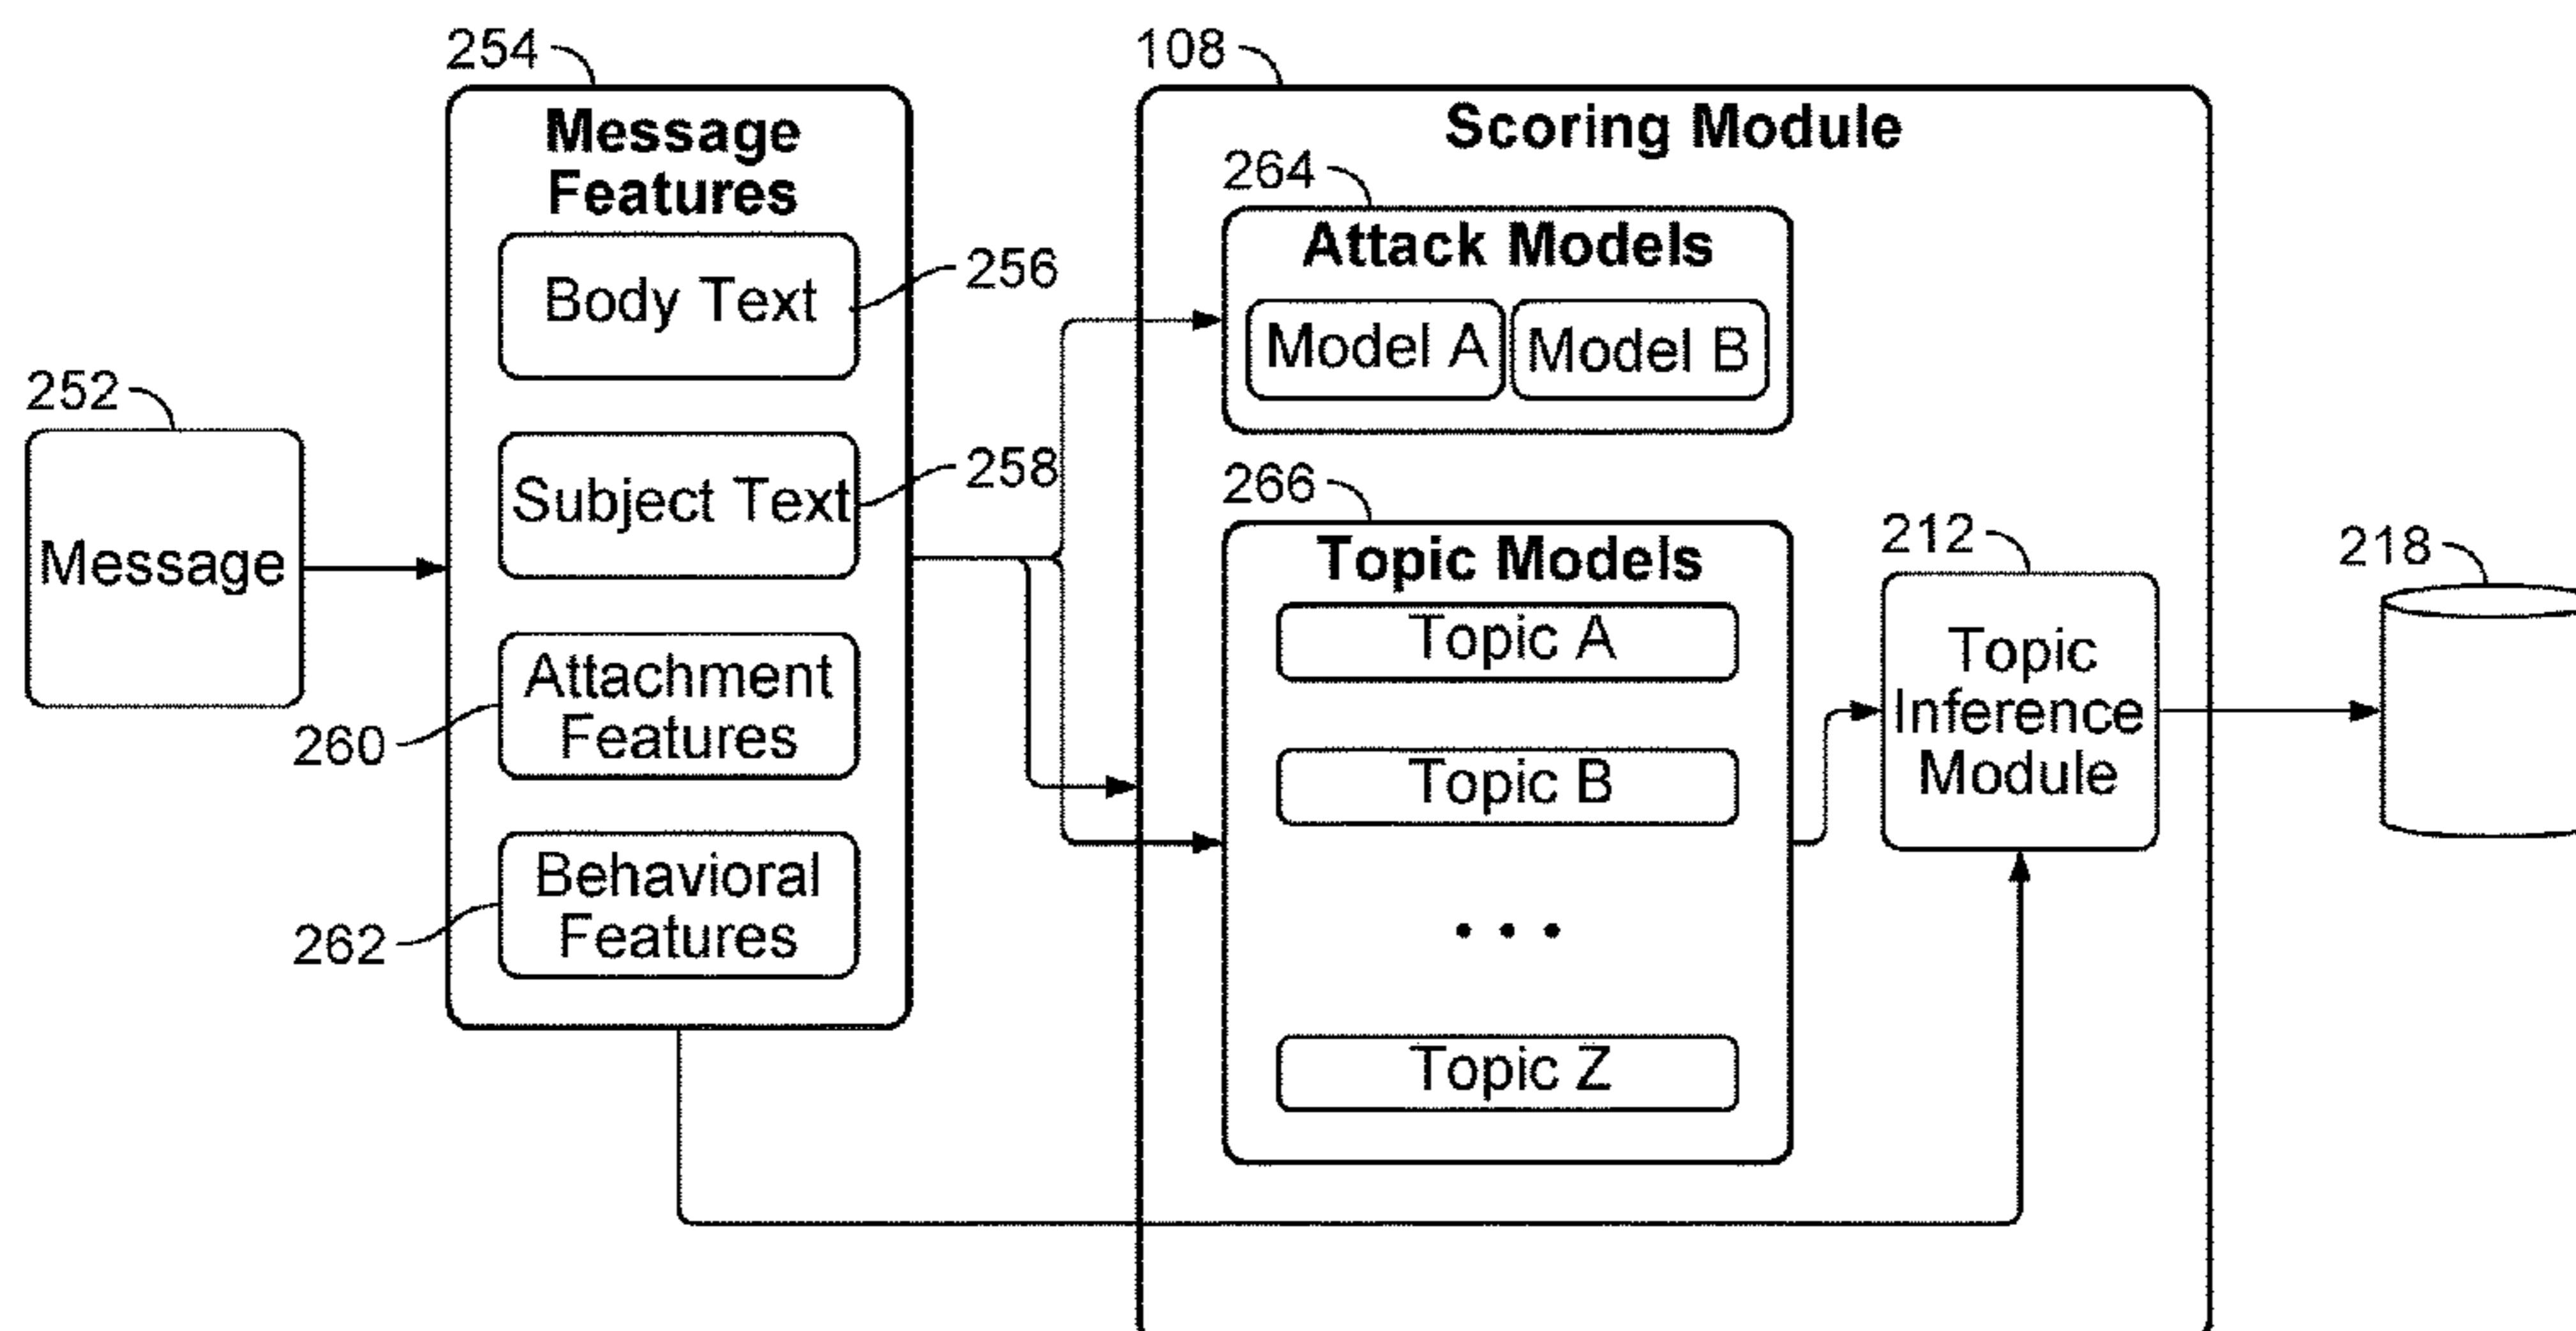 254
Message
Features
Body Text
256
Subject Text
258
Attachment
Features
260
Behavioral
Features
262
252
Message
108
Scoring Module
264
Attack Models
Model A
Model B
266
Topic Models
Topic A
Topic B
...
Topic Z
212
Topic
Inference
Module
218